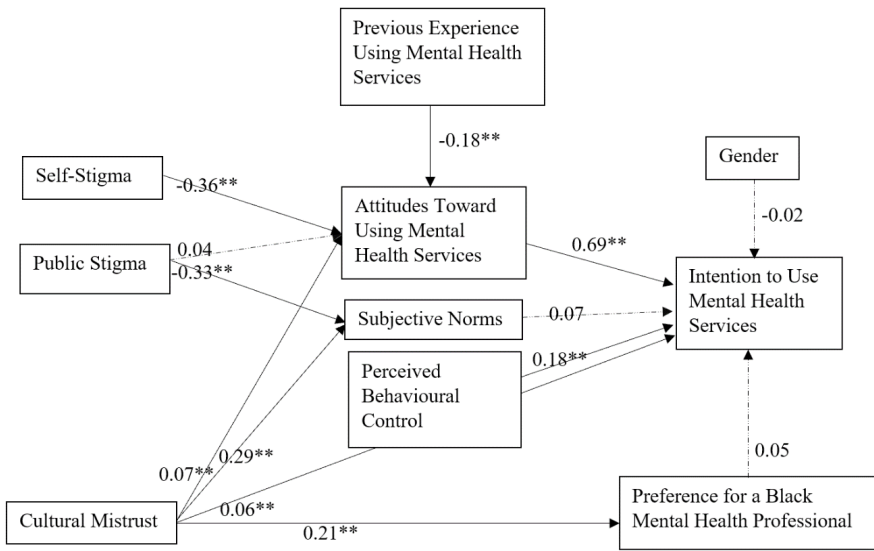 Previous Experience
Using Mental Health
Services
-0.18**
Gender
Self-Stigma
-0.36**
Attitudes Toward
Using Mental
Health Services
-0.02
0.69**
Public Stigma
0.04
-0.33**
Intention to Use
Mental Health
Services
Subjective Norms
0.07
Perceived
Behavioural
Control
0.18**
0.05
0.07**
0.29**
0.06**
Cultural Mistrust
0.21**
Preference for a Black
Mental Health Professional